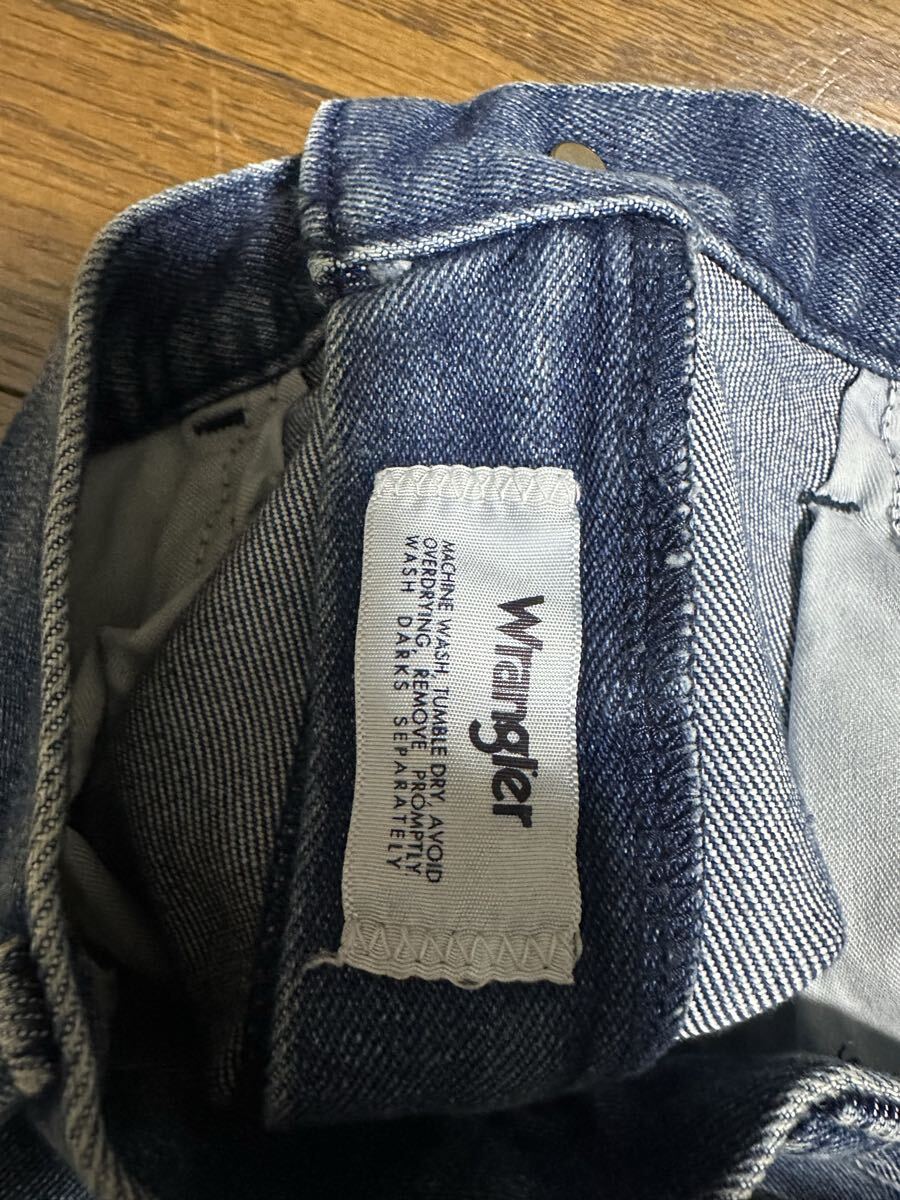 Wrangler
MACHINE WASH, TUMBLE DRY, AVOID
OVERDRYING, REMOVE PROMPTLY
WASH DARKS SEPARATELY